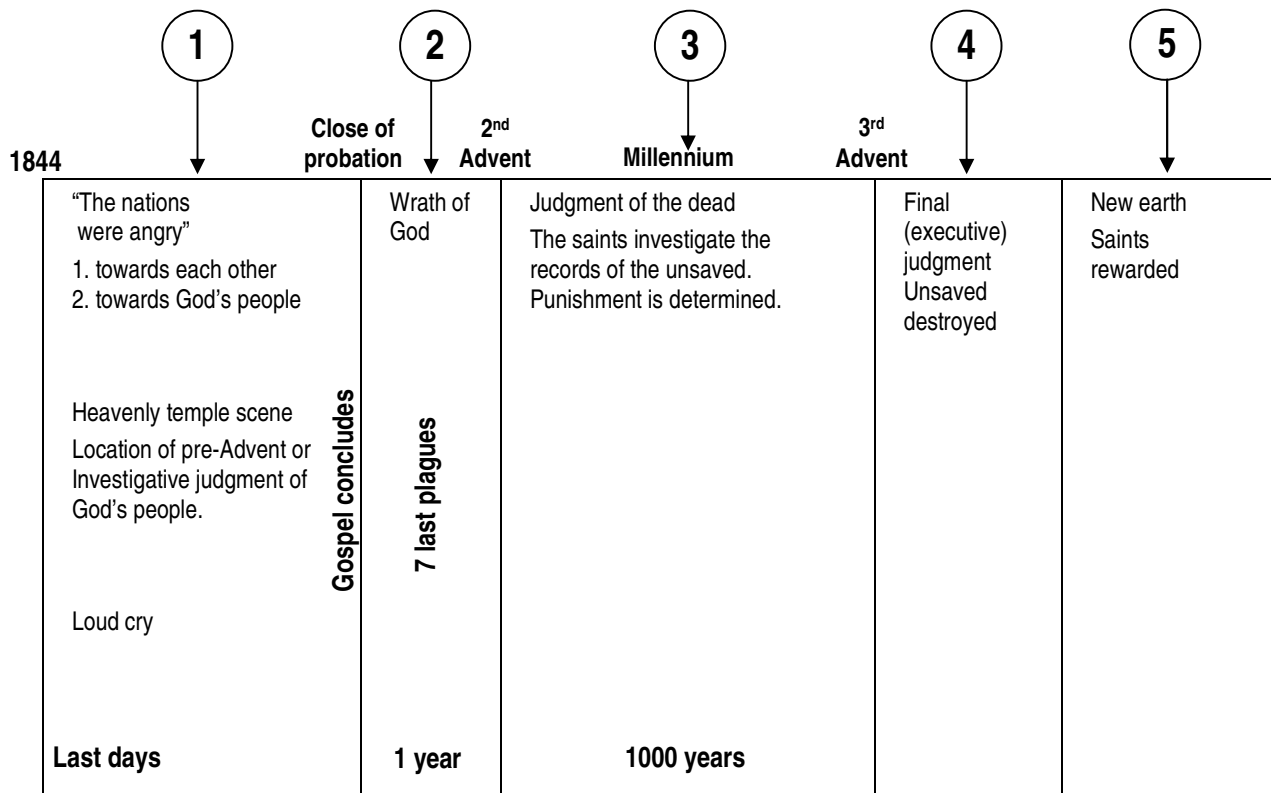 1
2
3
4
5
1844
Close of
probation
2nd
Advent
Millennium
3rd
Advent
“The nations
were angry”
1. towards each other
2. towards God’s people
Heavenly temple scene
Location of pre-Advent or
Investigative judgment of
God’s people.
Loud cry
Last days
Gospel concludes
Wrath of
God
7 last plagues
1 year
Judgment of the dead
The saints investigate the
records of the unsaved.
Punishment is determined.
1000 years
Final
(executive)
judgment
Unsaved
destroyed
New earth
Saints
rewarded